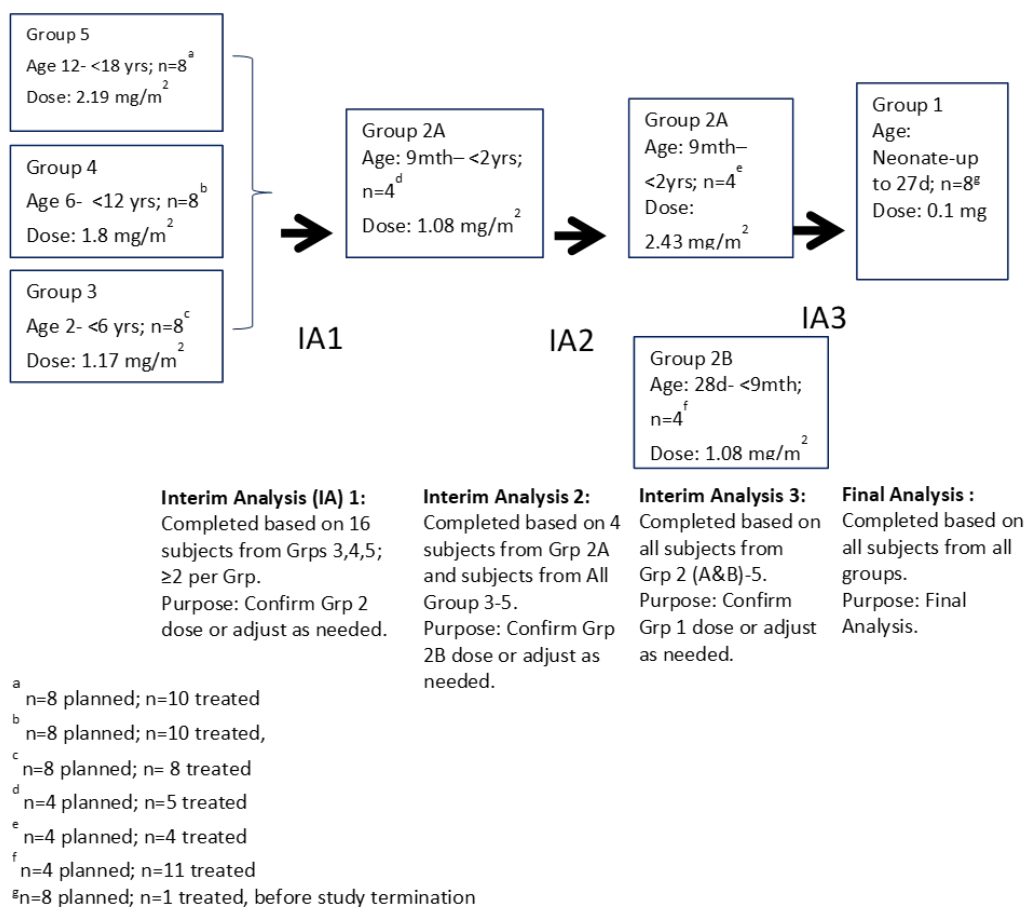 Group 5
Age 12- <18 yrs; n=8a
Dose: 2.19 mg/m2
Group 4
Age 6- <12 yrs; n=8b
Dose: 1.8 mg/m2
Group 3
Age 2- <6 yrs; n=8c
Dose: 1.17 mg/m2
IA1
Group 2A
Age: 9mth– <2yrs;
n=4d
Dose: 1.08 mg/m2
IA2
Group 2A
Age: 9mth–
<2yrs; n=4e
Dose:
2.43 mg/m2
Group 2B
Age: 28d- <9mth;
n=4f
Dose: 1.08 mg/m2
IA3
Group 1
Age:
Neonate-up
to 27d; n=8g
Dose: 0.1 mg
Interim Analysis (IA) 1:
Completed based on 16
subjects from Grps 3,4,5;
≥2 per Grp.
Purpose: Confirm Grp 2
dose or adjust as needed.
Interim Analysis 2:
Completed based on 4
subjects from Grp 2A
and subjects from All
Group 3-5.
Purpose: Confirm Grp
2B dose or adjust as
needed.
Interim Analysis 3:
Completed based on
all subjects from
Grp 2 (A&B)-5.
Purpose: Confirm
Grp 1 dose or adjust
as needed.
Final Analysis :
Completed based on
all subjects from all
groups.
Purpose: Final
Analysis.
a n=8 planned; n=10 treated
b n=8 planned; n=10 treated,
c n=8 planned; n= 8 treated
d n=4 planned; n=5 treated
e n=4 planned; n=4 treated
f n=4 planned; n=11 treated
g n=8 planned; n=1 treated, before study termination